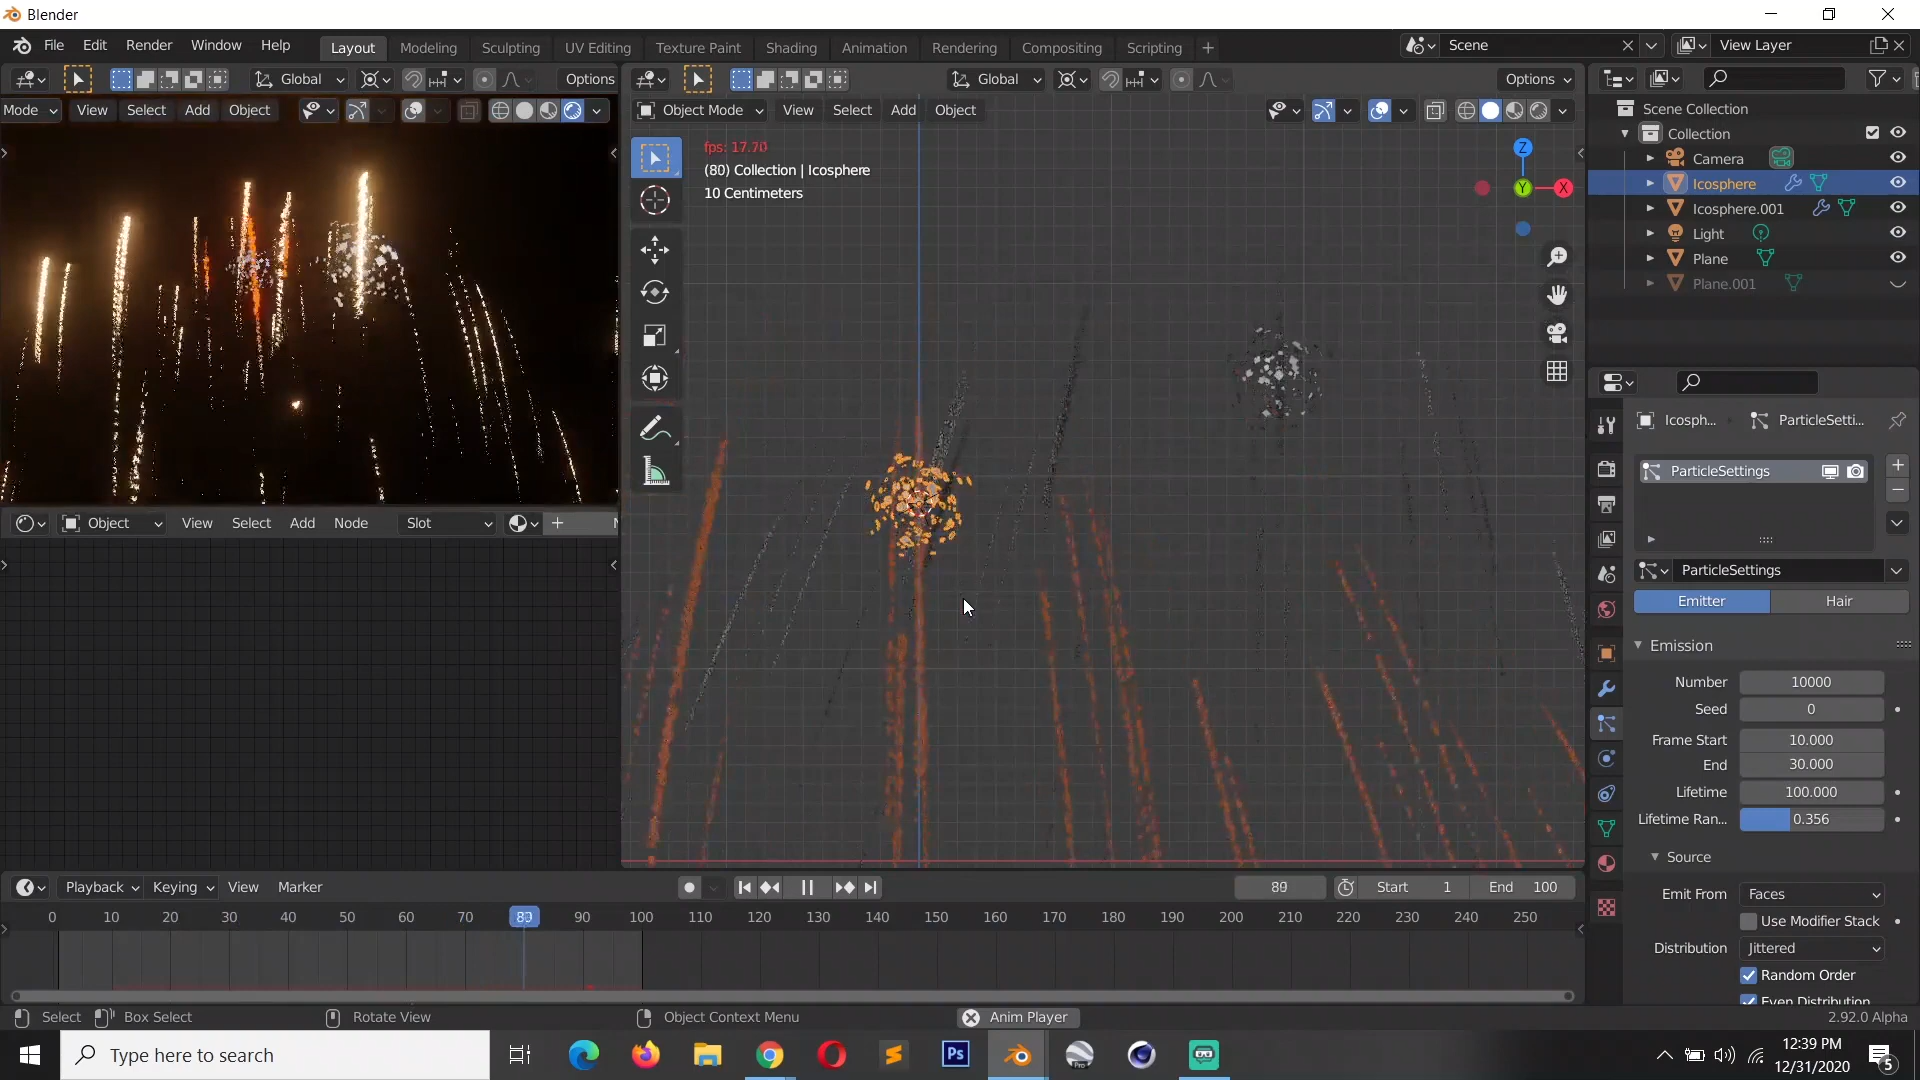 Blender
File Edit Render Window Help Layout Modeling Sculpting UV Editing Texture Paint Shading Animation Rendering Compositing Scripting + Scene View Layer
Global Options Global Options
Mode View Select Add Object Object Mode View Select Add Object
Scene Collection
Collection
Camera
Icosphere
Icosphere.001
Light
Plane
Plane.001
fps: 17.70
(80) Collection | Icosphere
10 Centimeters
Z
Y
X
Icosph... ParticleSetti...
ParticleSettings
ParticleSettings
Emitter Hair
Emission
Number 10000
Seed 0
Frame Start 10.000
End 30.000
Lifetime 100.000
Lifetime Ran... 0.356
Source
Emit From Faces
Use Modifier Stack
Distribution Jittered
Random Order
Even Distribution
Object View Select Add Node Slot
Playback Keying View Marker 80 Start 1 End 100
0 10 20 30 40 50 60 70 80 90 100 110 120 130 140 150 160 170 180 190 200 210 220 230 240 250
Select Box Select Rotate View Object Context Menu Anim Player 2.92.0 Alpha
Type here to search
Ps
Pro
12:39 PM
12/31/2020
5